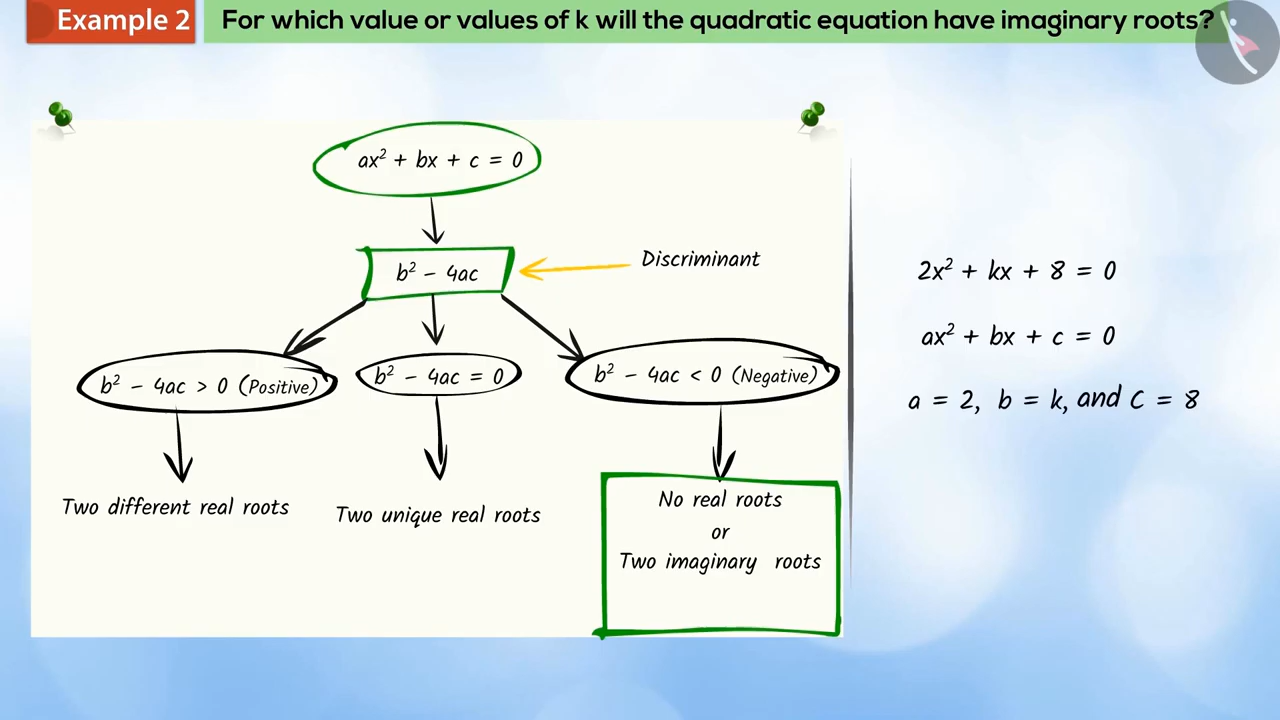 Example 2
For which value or values of k will the quadratic equation have imaginary roots?
ax² + bx + c = 0
b² − 4ac
Discriminant
b² − 4ac > 0 (Positive)
b² − 4ac = 0
b² − 4ac < 0 (Negative)
Two different real roots
Two unique real roots
No real roots
or
Two imaginary roots
2x² + kx + 8 = 0
ax² + bx + c = 0
a = 2, b = k, and C = 8